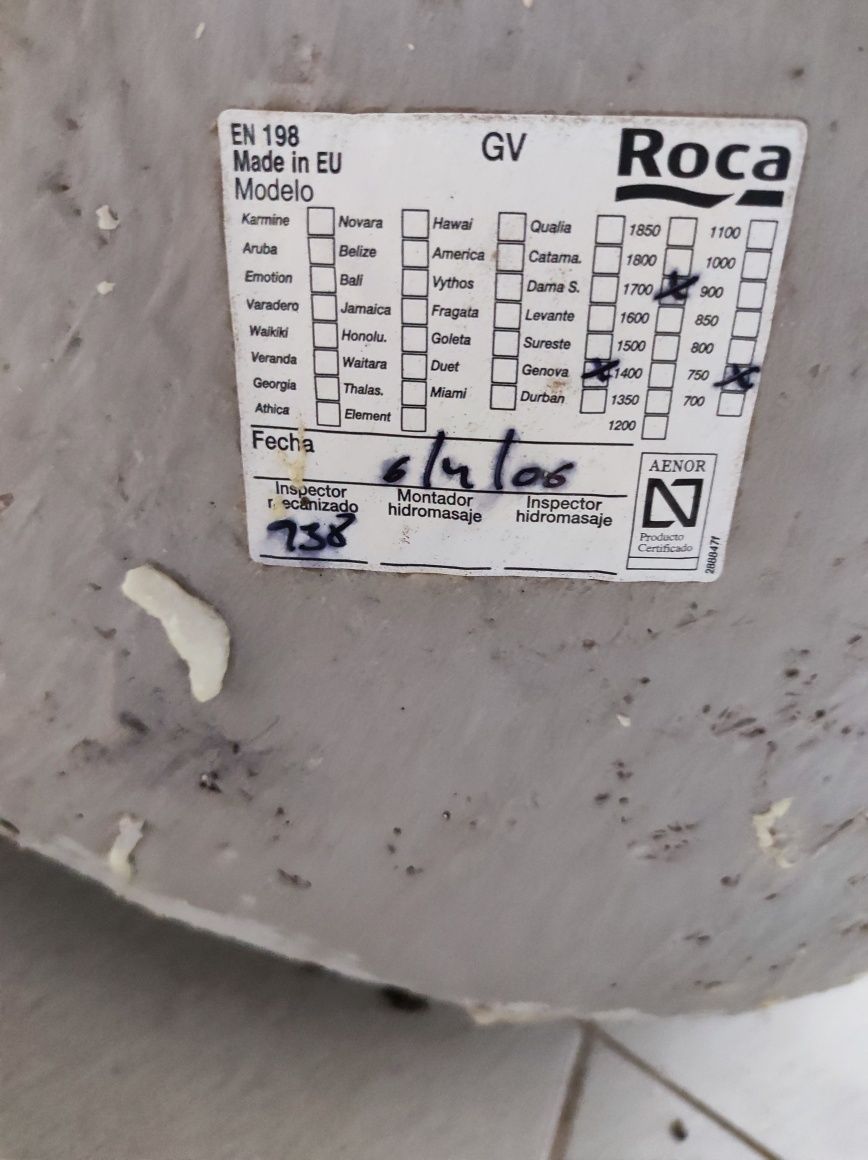 EN 198
Made in EU
GV
Roca
Modelo
Karmine Novara Hawai Qualia 1850 1100
Aruba Belize America Catama. 1800 1000
Emotion Bali Vythos Dama S. 1700 X 900
Varadero Jamaica Fragata Levante 1600 850
Waikiki Honolu. Goleta Sureste 1500 800
Veranda Waitara Duet Genova X 1400 750 X
Georgia Thalas. Miami Durban 1350 700
Athica Element 1200
Fecha 6/4/06
Inspector mecanizado
Montador hidromasaje
Inspector hidromasaje
938
AENOR
Producto
Certificado
288847f